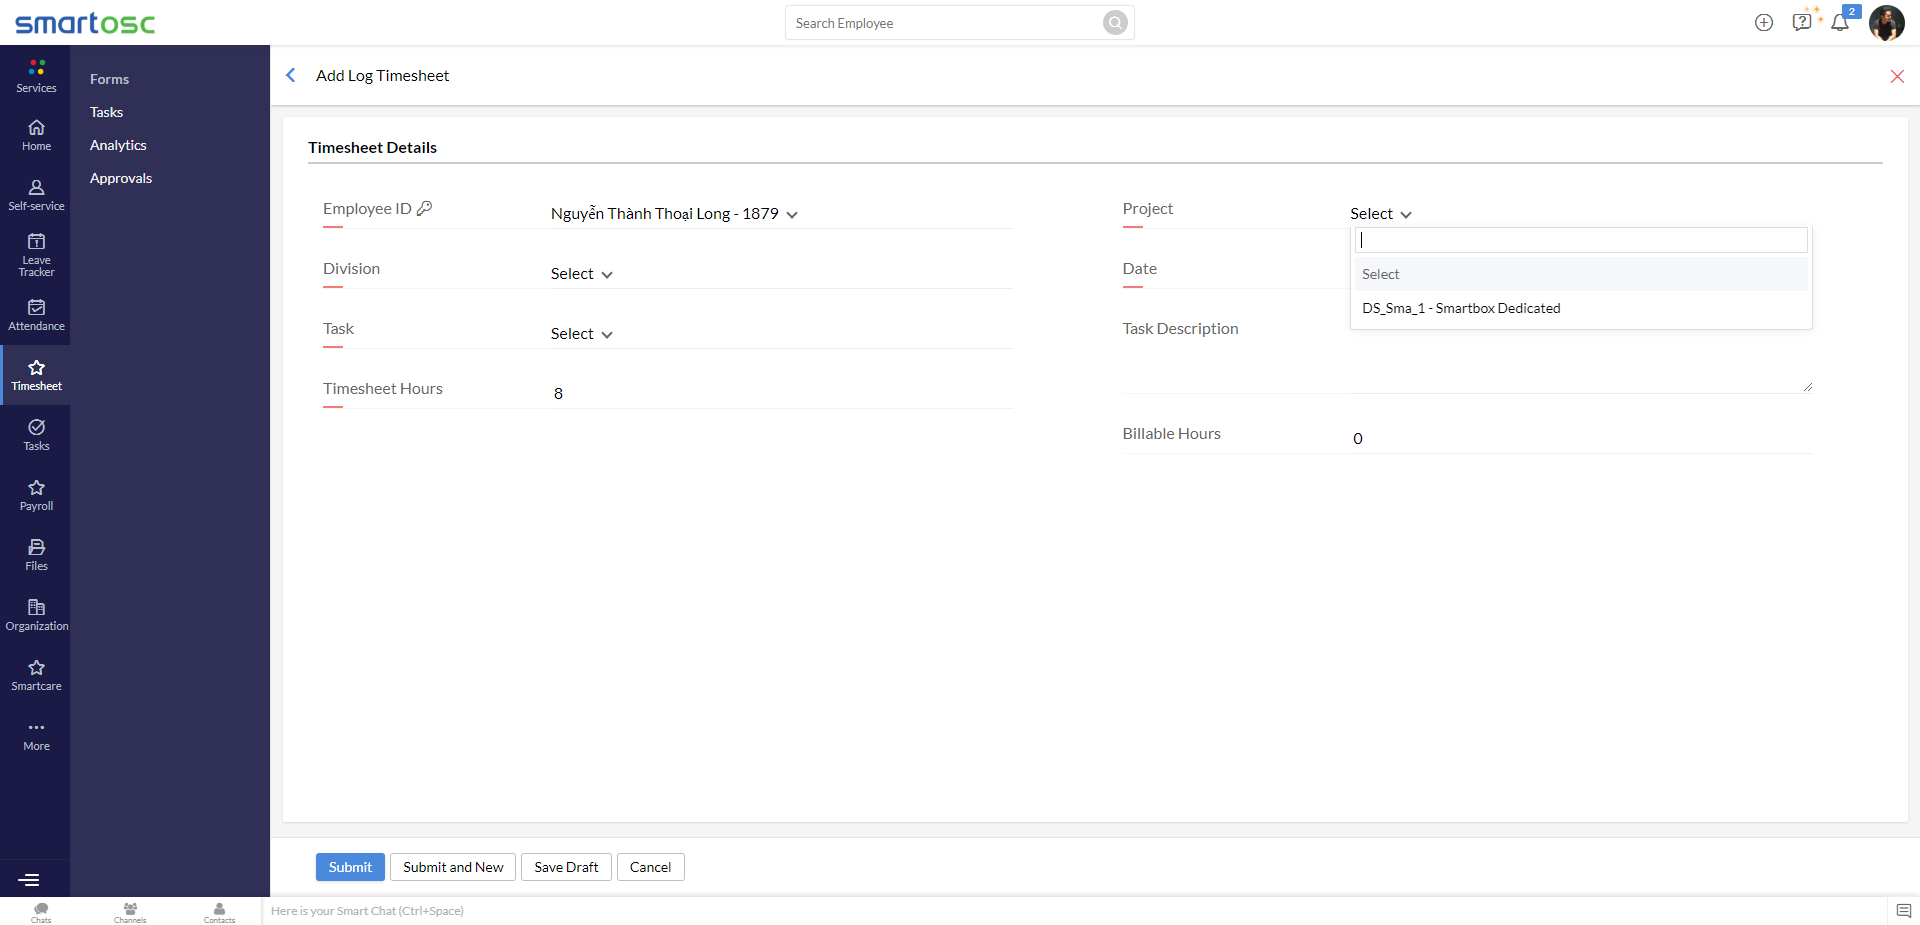 smartosc
Search Employee
2
Services
Home
Self-service
Leave
Tracker
Attendance
Timesheet
Tasks
Payroll
Files
Organization
Smartcare
More
Forms
Tasks
Analytics
Approvals
Add Log Timesheet
Timesheet Details
Employee ID
Nguyễn Thành Thoại Long - 1879
Project
Select
Select
DS_Sma_1 - Smartbox Dedicated
Division
Select
Date
Task
Select
Task Description
Timesheet Hours
8
Billable Hours
0
Submit
Submit and New
Save Draft
Cancel
Chats
Channels
Contacts
Here is your Smart Chat (Ctrl+Space)